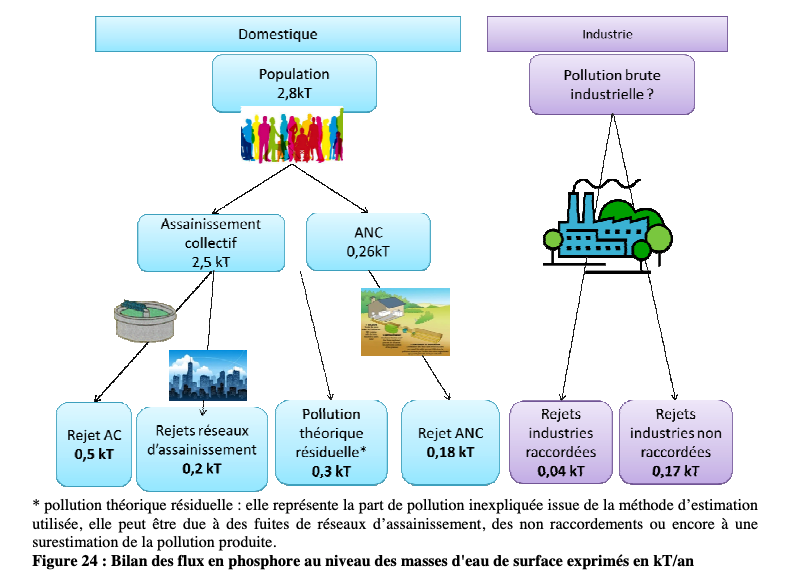 Domestique
Industrie
Population
2,8kT
Pollution brute
industrielle ?
Assainissement
collectif
2,5 kT
ANC
0,26kT
Rejet AC
0,5 kT
Rejets réseaux
d'assainissement
0,2 kT
Pollution
théorique
résiduelle*
0,3 kT
Rejet ANC
0,18 kT
Rejets
industries
raccordées
0,04 kT
Rejets
industries non
raccordées
0,17 kT
* pollution théorique résiduelle : elle représente la part de pollution inexpliquée issue de la méthode d'estimation
utilisée, elle peut être due à des fuites de réseaux d'assainissement, des non raccordements ou encore à une
surestimation de la pollution produite.
Figure 24 : Bilan des flux en phosphore au niveau des masses d'eau de surface exprimés en kT/an